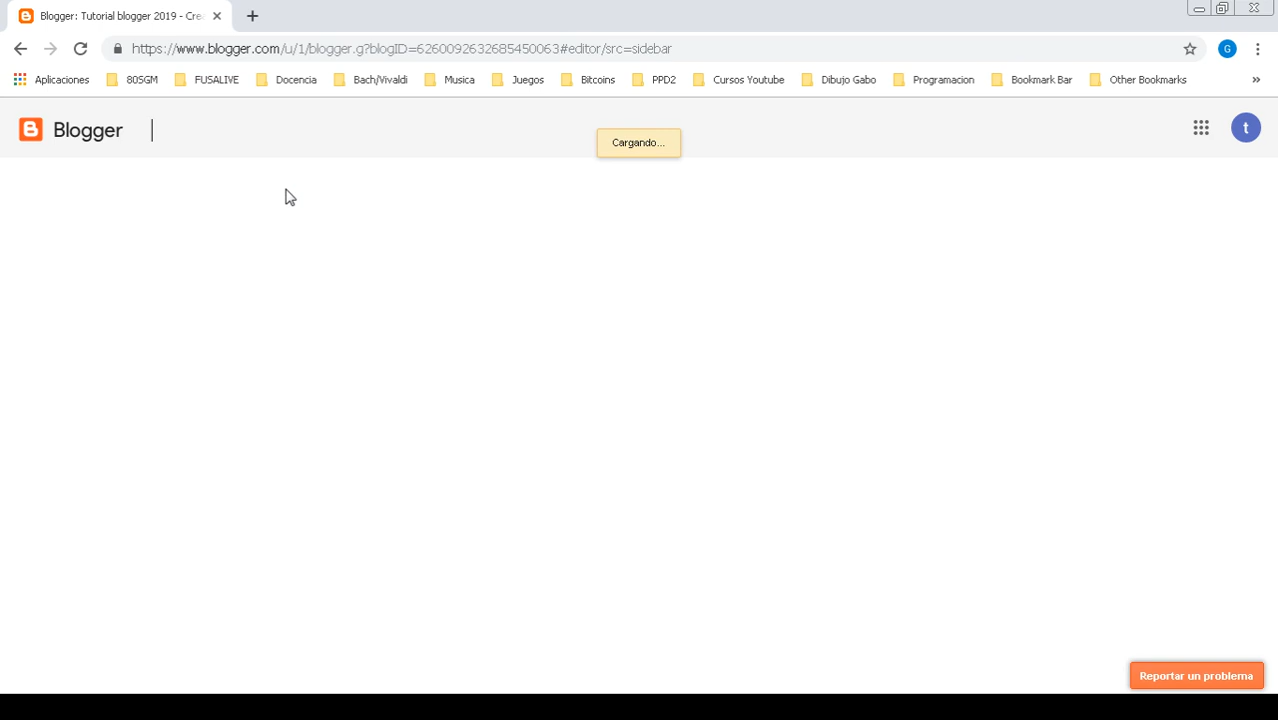 Blogger: Tutorial blogger 2019 - Cre
https://www.blogger.com/u/1/blogger.g?blogID=6260092632685450063#editor/src=sidebar
G
Aplicaciones 80SGM FUSALIVE Docencia Bach/Vivaldi Musica Juegos Bitcoins PPD2 Cursos Youtube Dibujo Gabo Programacion Bookmark Bar Other Bookmarks »
Blogger
Cargando...
t
Reportar un problema